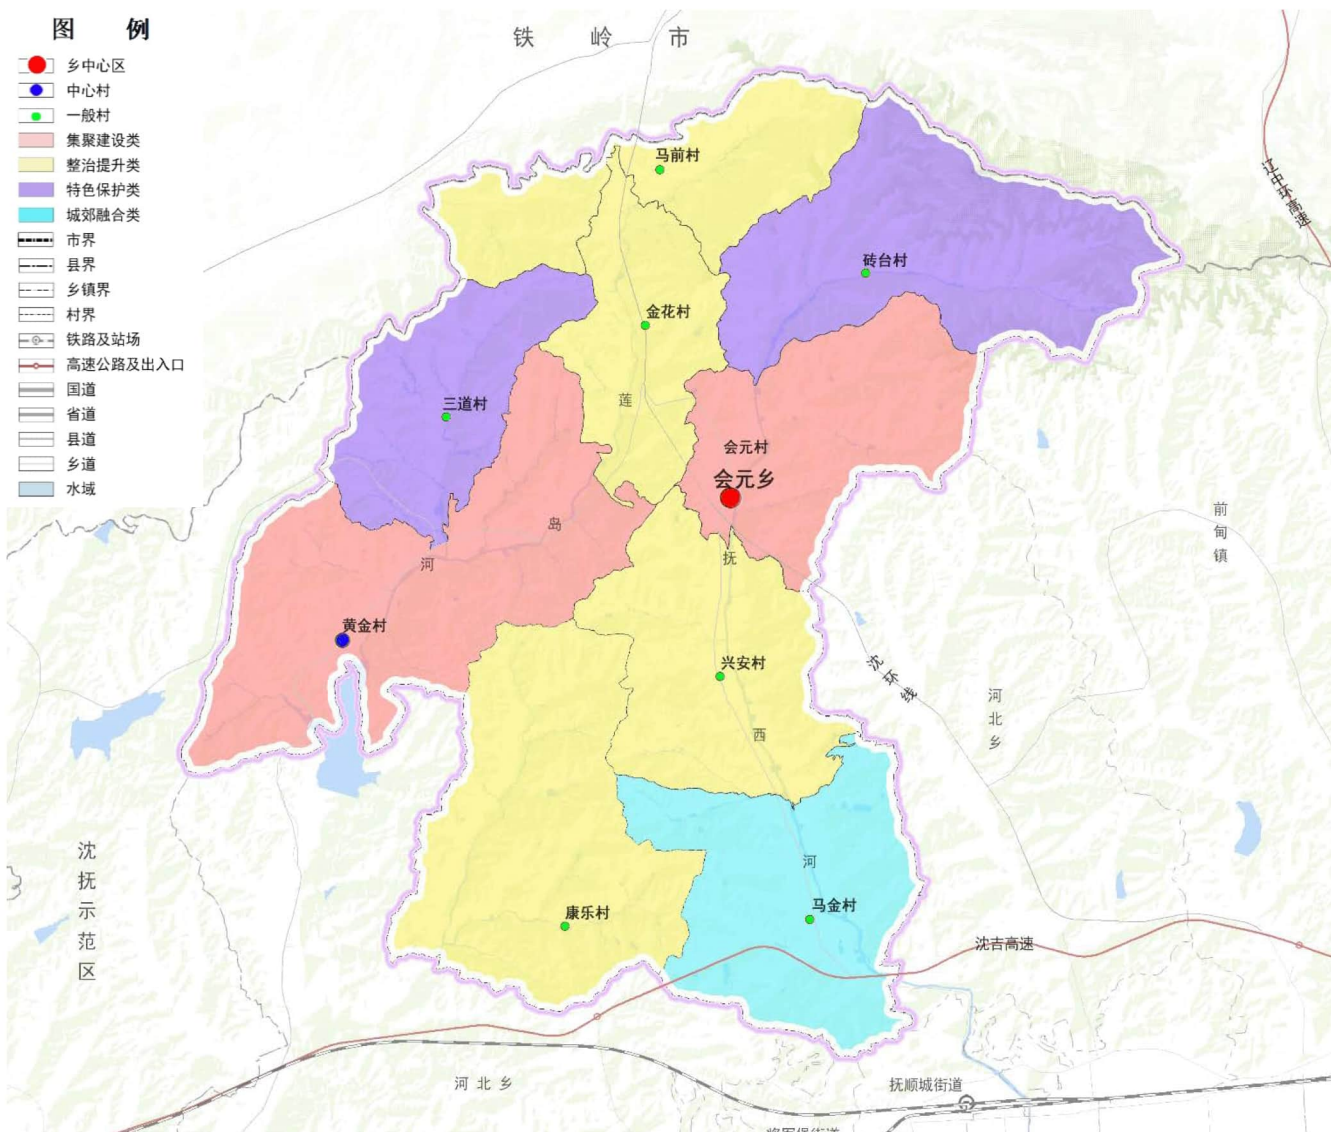 图 例
乡中心区
中心村
一般村
集聚建设类
整治提升类
特色保护类
城郊融合类
市界
县界
乡镇界
村界
铁路及站场
高速公路及出入口
国道
省道
县道
乡道
水域
铁岭市
辽中环高速
马前村
砖台村
金花村
莲
三道村
会元村
会元乡
岛
河
抚
前甸镇
黄金村
兴安村
沈环线
河北乡
西
沈抚示范区
河
康乐村
马金村
沈吉高速
河北乡
抚顺城街道